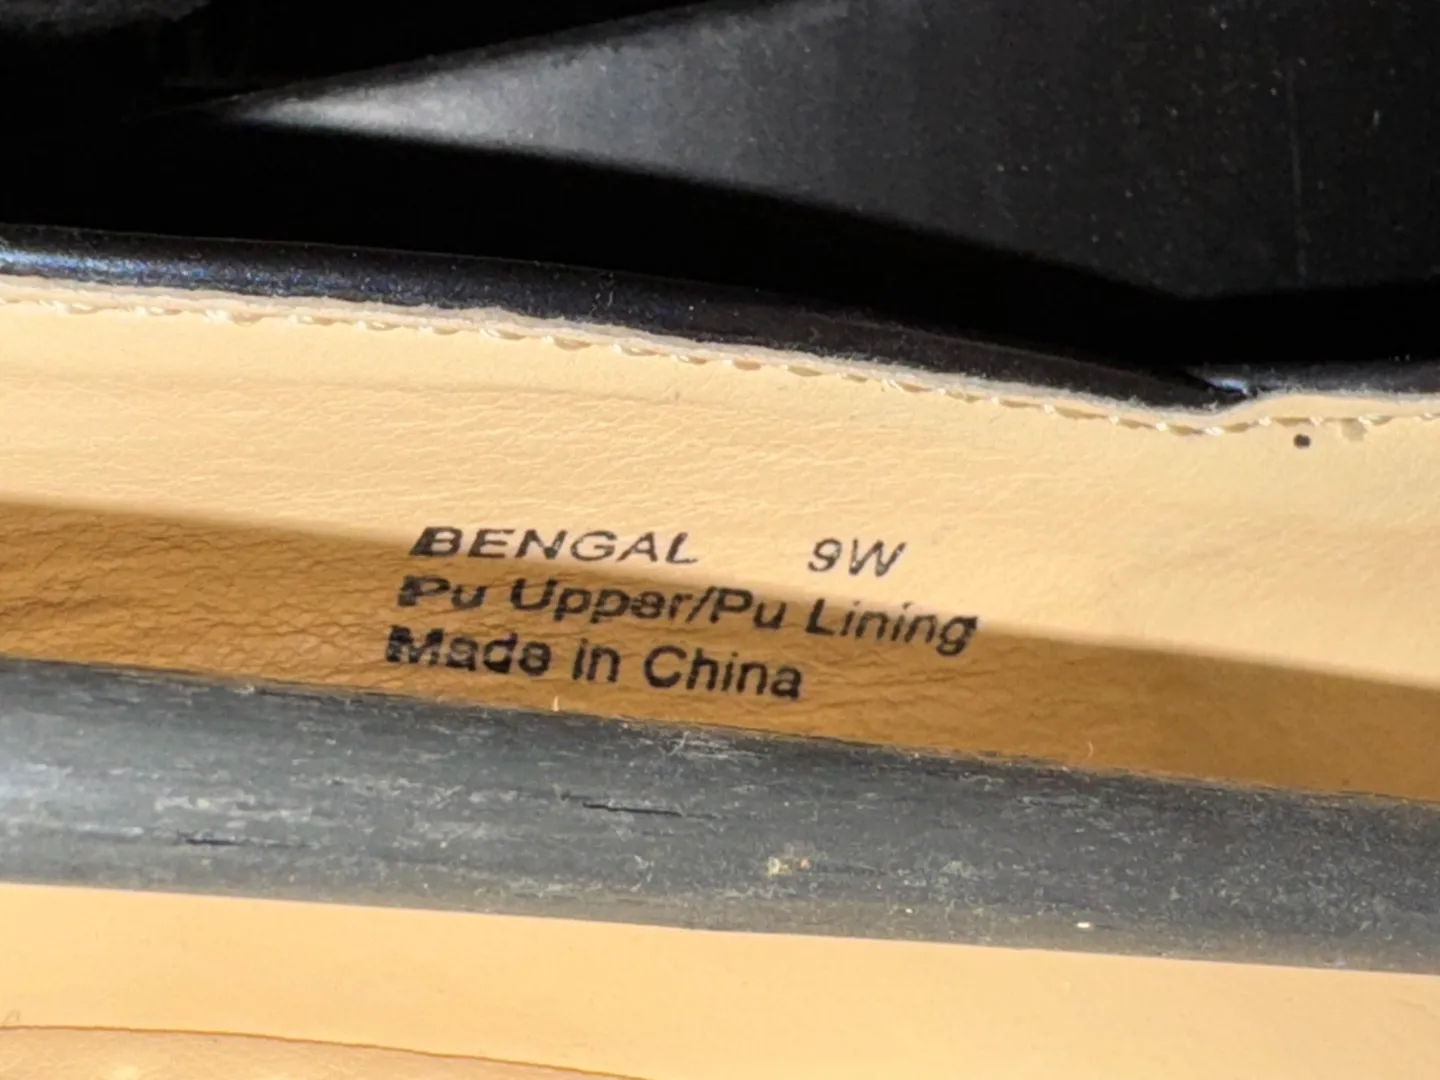 BENGAL 9W
Pu Upper/Pu Lining
Made in China